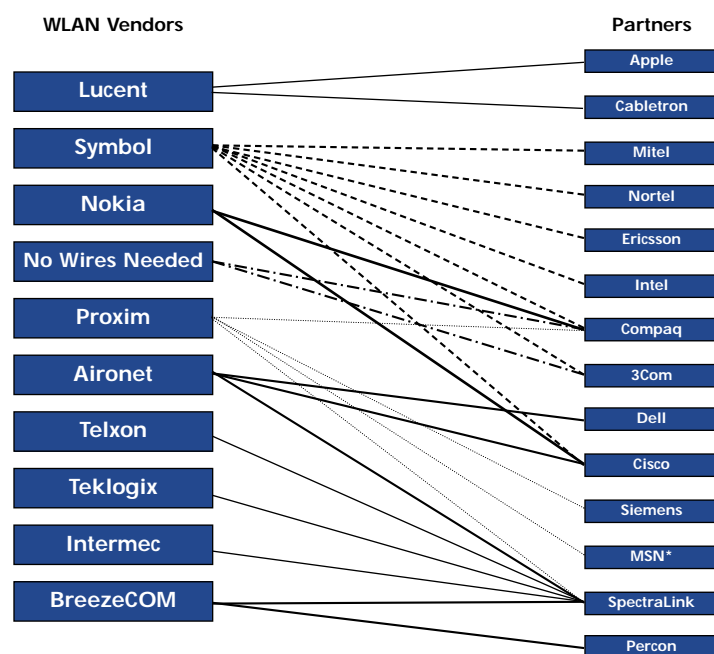 WLAN Vendors
Partners
Lucent
Symbol
Nokia
No Wires Needed
Proxim
Aironet
Telxon
Teklogix
Intermec
BreezeCOM
Apple
Cabletron
Mitel
Nortel
Ericsson
Intel
Compaq
3Com
Dell
Cisco
Siemens
MSN*
SpectraLink
Percon